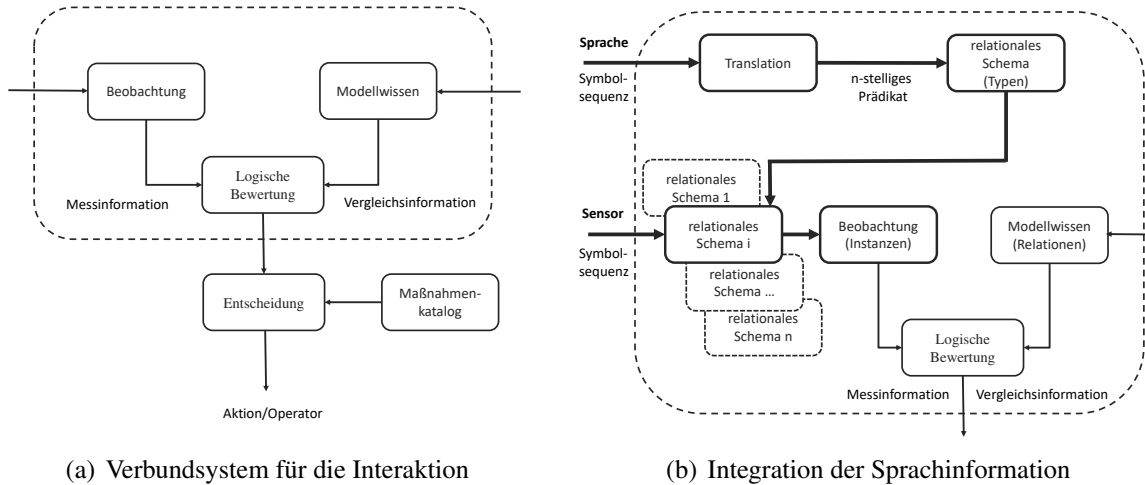 Beobachtung
Modellwissen
Logische
Bewertung
Messinformation
Vergleichsinformation
Entscheidung
Maßnahmen-
katalog
Aktion/Operator
(a) Verbundsystem für die Interaktion
Sprache
Symbol-
sequenz
Translation
n-stelliges
Prädikat
relationales
Schema
(Typen)
relationales
Schema 1
Sensor
Symbol-
sequenz
relationales
Schema i
Beobachtung
(Instanzen)
Modellwissen
(Relationen)
relationales
Schema ...
relationales
Schema n
Logische
Bewertung
Messinformation
Vergleichsinformation
(b) Integration der Sprachinformation